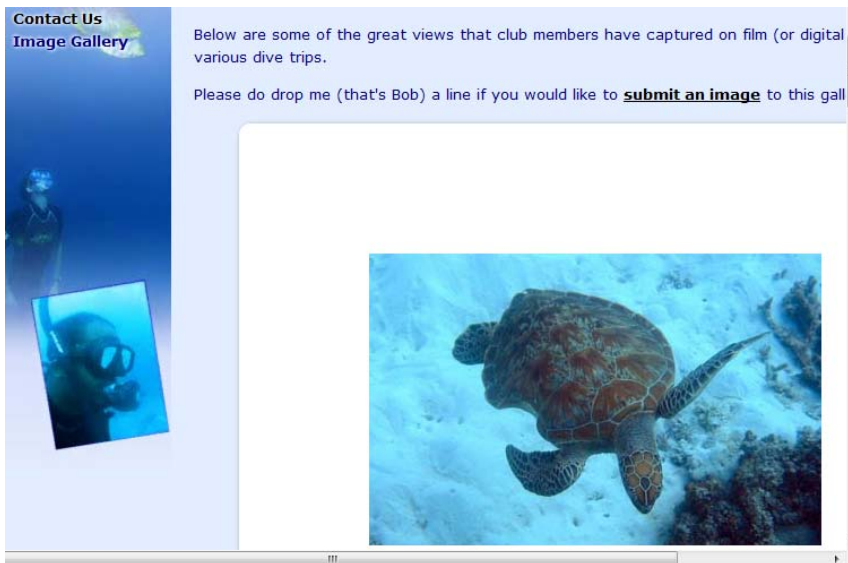 Contact Us
Image Gallery
Below are some of the great views that club members have captured on film (or digital
various dive trips.
Please do drop me (that's Bob) a line if you would like to submit an image to this gall